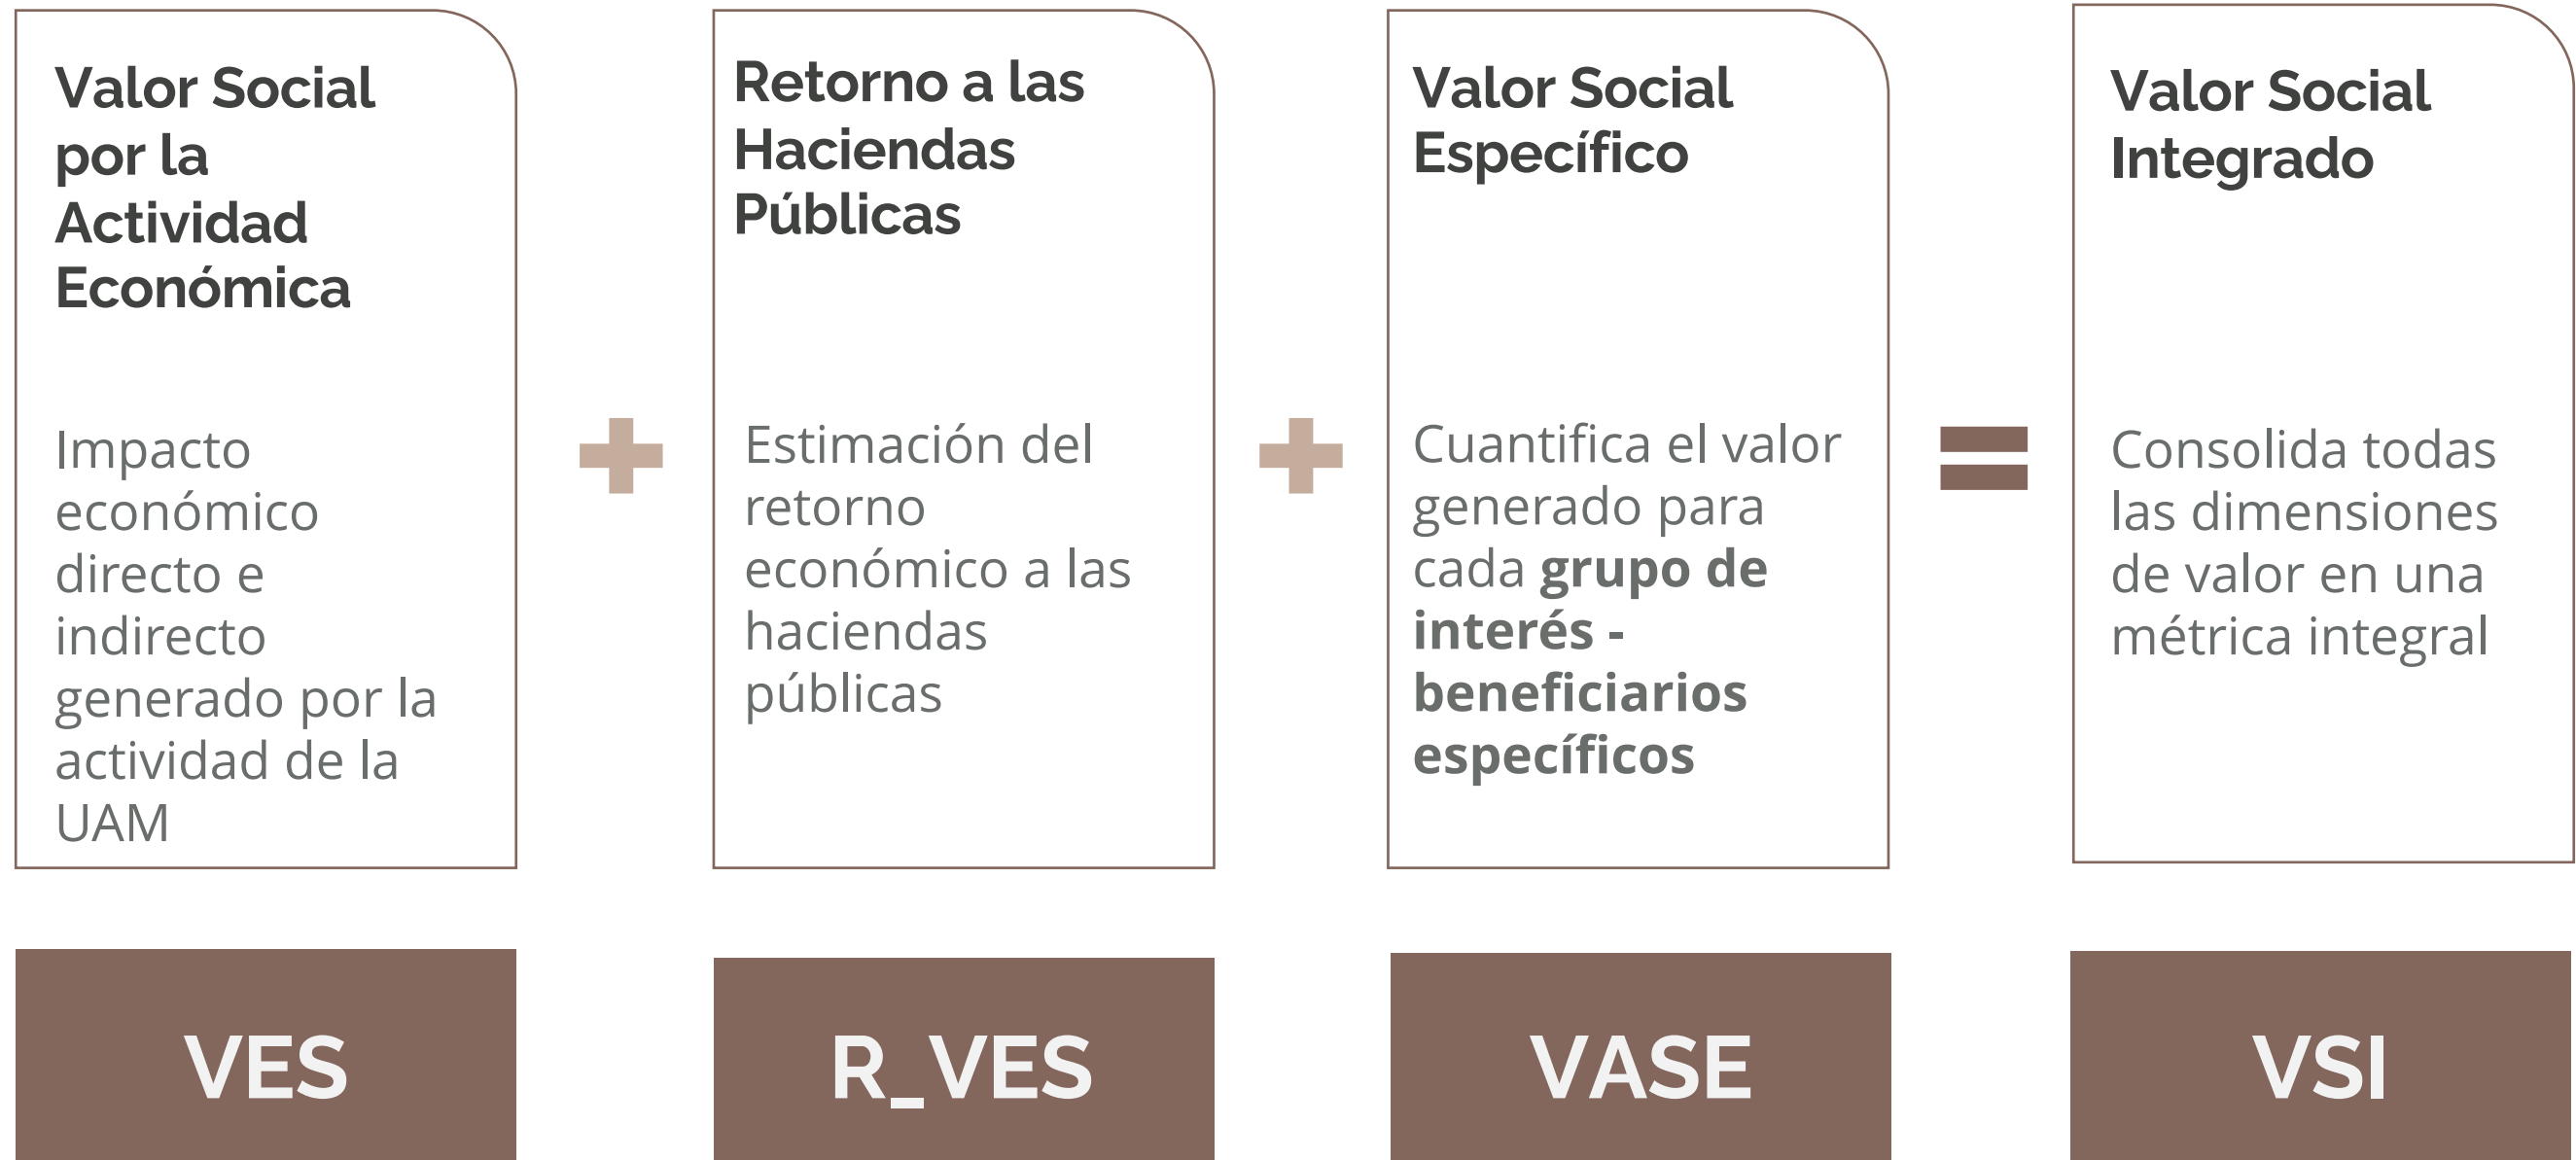 Valor Social
por la
Actividad
Económica
Impacto
económico
directo e
indirecto
generado por la
actividad de la
UAM
VES
Retorno a las
Haciendas
Públicas
Estimación del
retorno
económico a las
haciendas
públicas
R_VES
Valor Social
Específico
Cuantifica el valor
generado para
cada grupo de
interés -
beneficiarios
específicos
VASE
Valor Social
Integrado
Consolida todas
las dimensiones
de valor en una
métrica integral
VSI